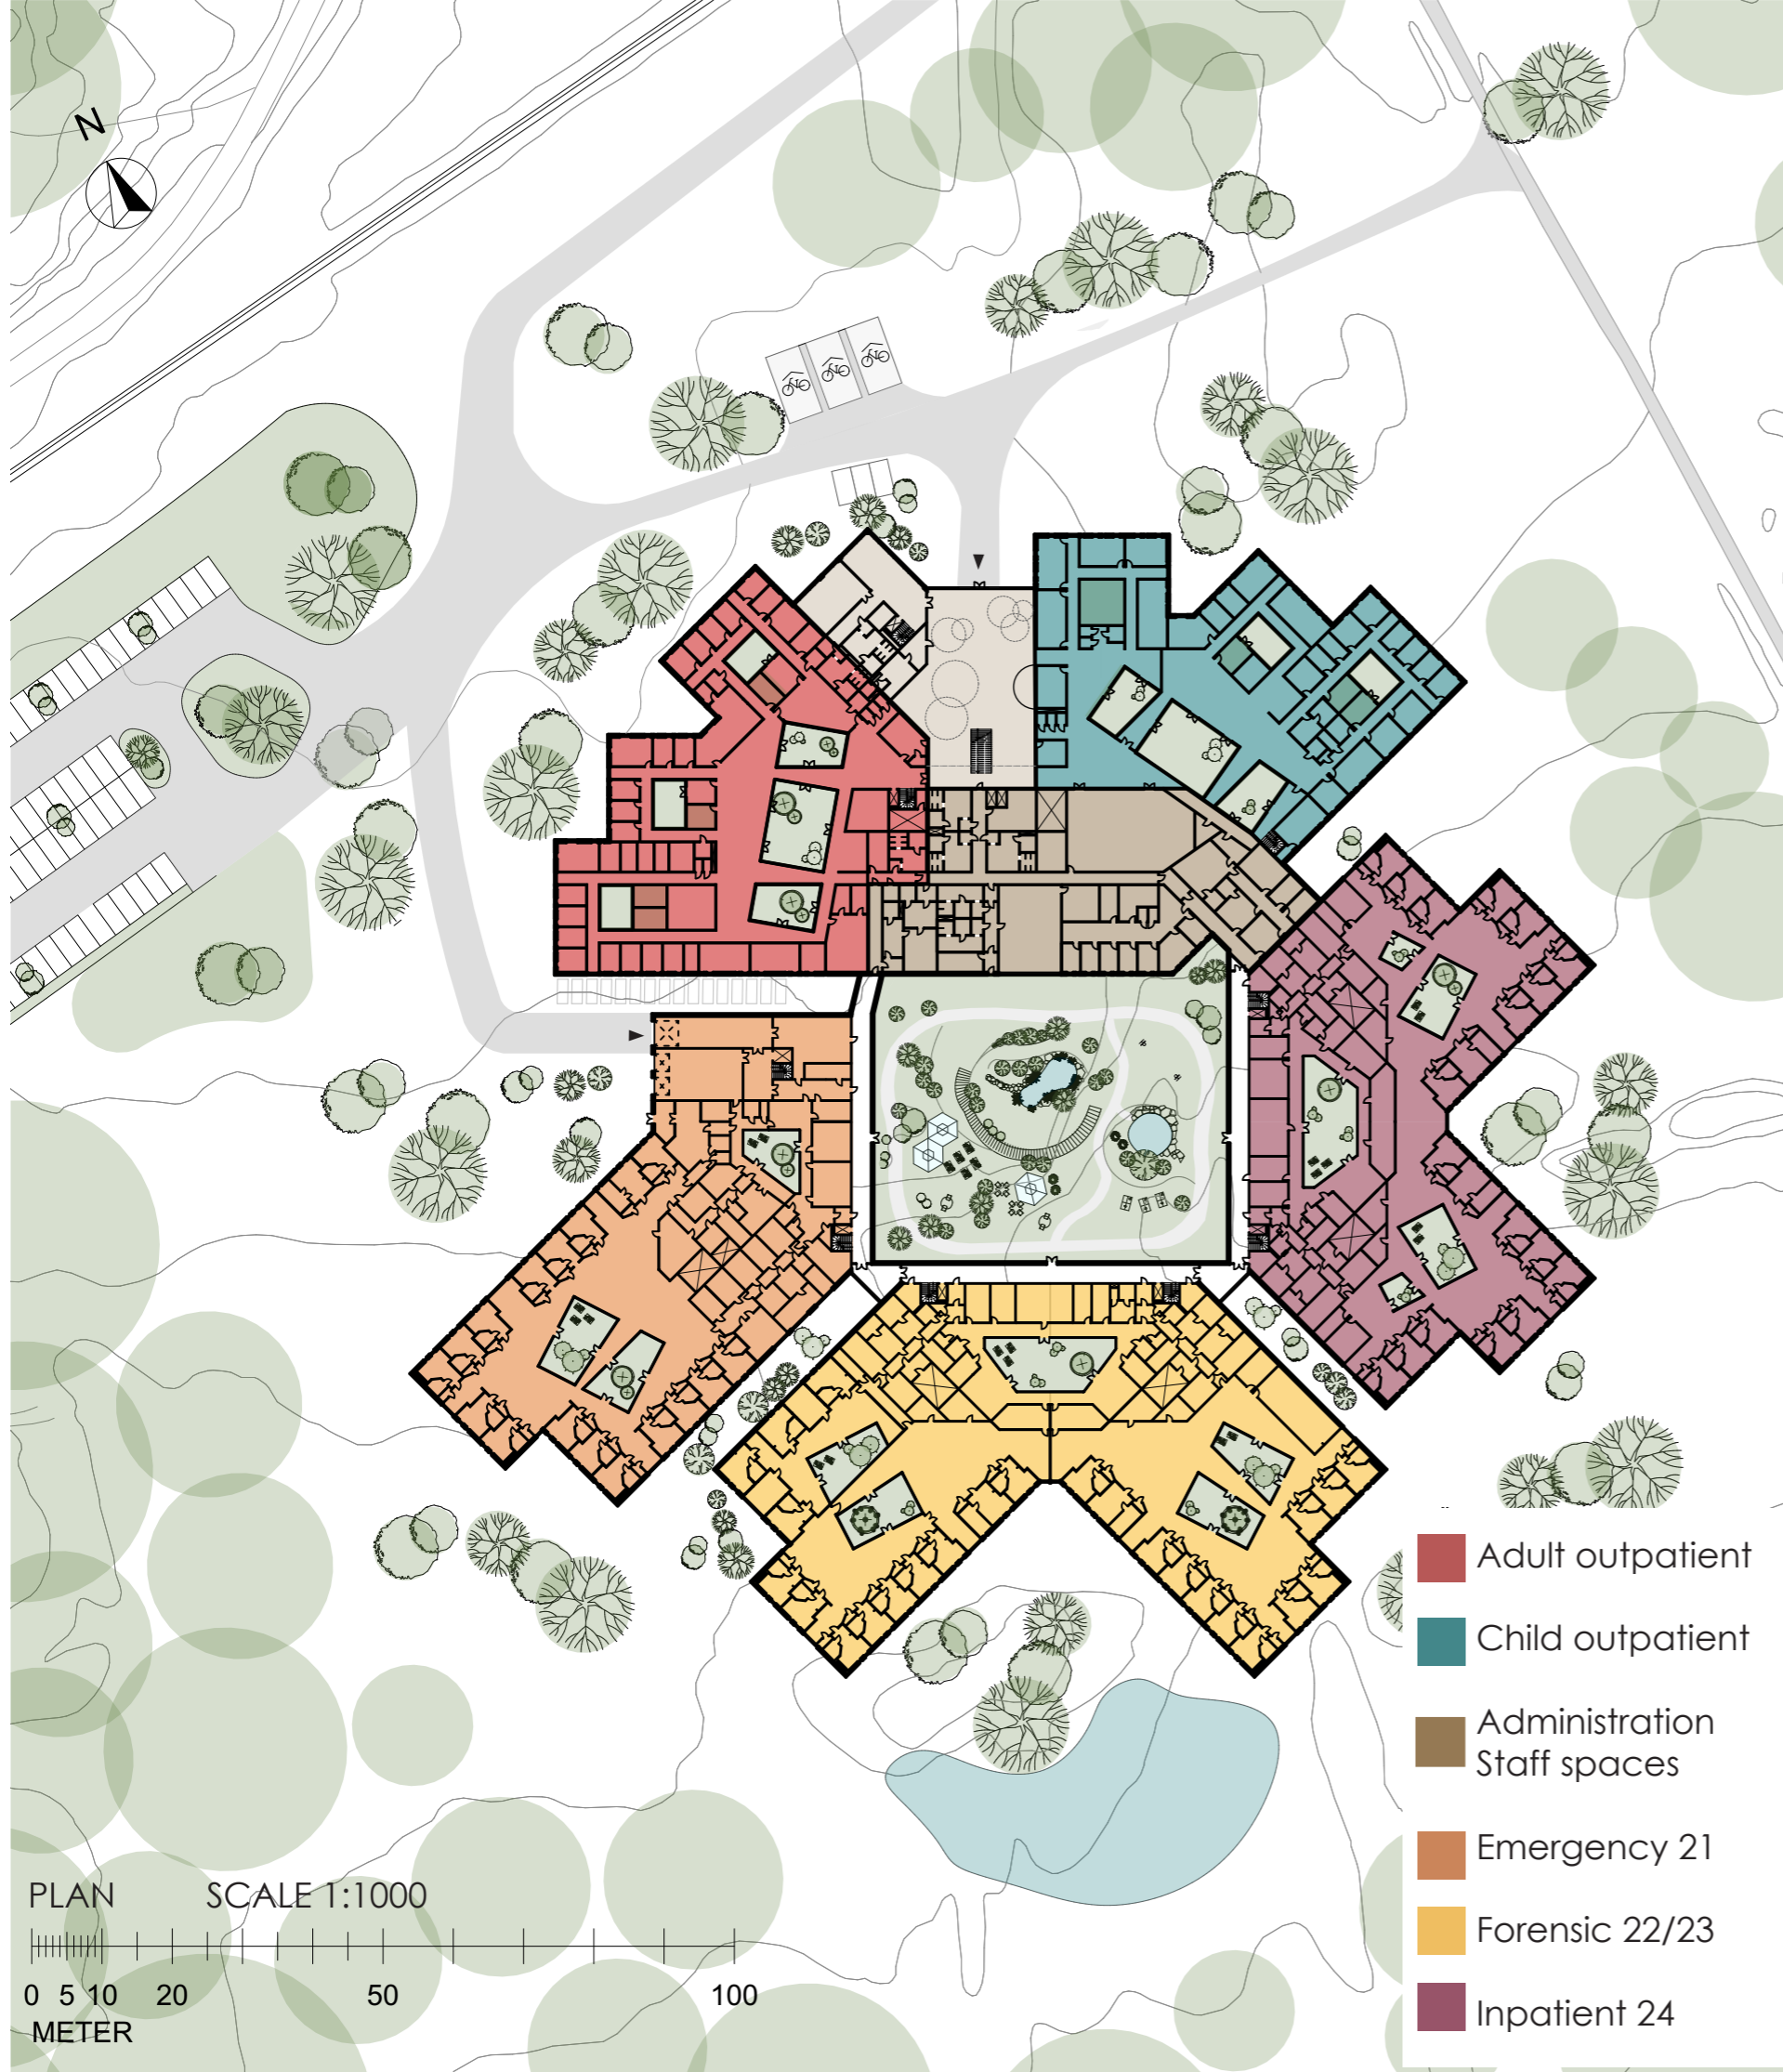 N
Adult outpatient
Child outpatient
Administration
Staff spaces
Emergency 21
Forensic 22/23
Inpatient 24
PLAN SCALE 1:1000
0 5 10 20 50 100
METER